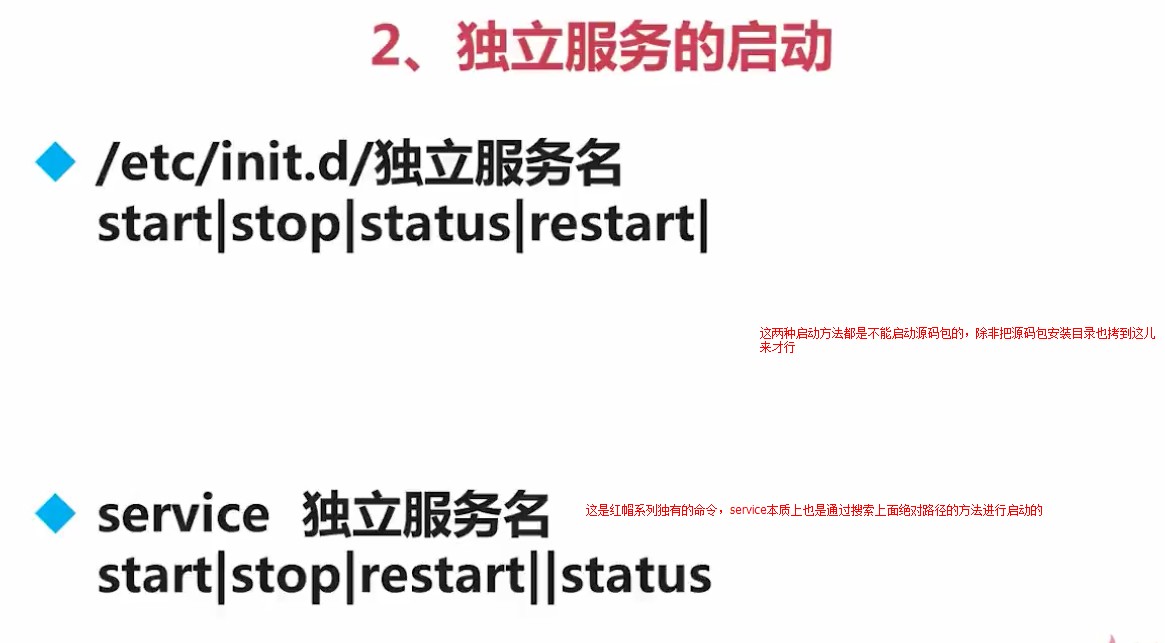 2、独立服务的启动
/etc/init.d/独立服务名
start|stop|status|restart|
这两种启动方法都是不能启动源码包的，除非把源码包安装目录也拷到这儿
来才行
service 独立服务名
这是红帽系列独有的命令，service本质上也是通过搜索上面绝对路径的方法进行启动的
start|stop|restart||status